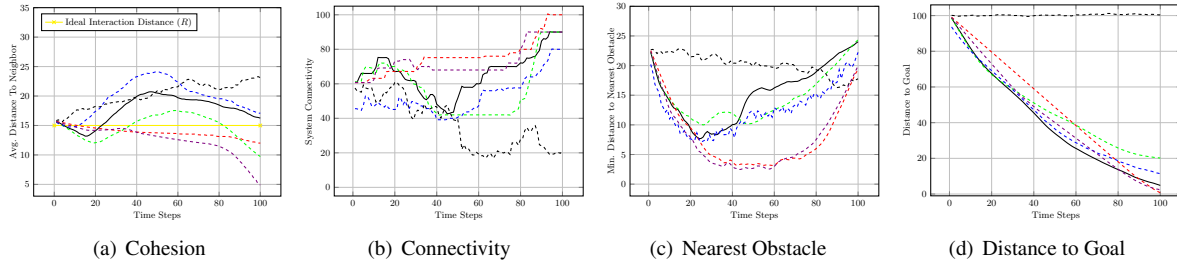 Ideal Interaction Distance (R)
Avg. Distance To Neighbor
35
30
25
20
15
10
5
0 20 40 60 80 100
Time Steps
(a) Cohesion
System Connectivity
100
80
60
40
20
0
0 20 40 60 80 100
Time Steps
(b) Connectivity
Min. Distance to Nearest Obstacle
30
25
20
15
10
5
0
0 20 40 60 80 100
Time Steps
(c) Nearest Obstacle
Distance to Goal
100
80
60
40
20
0
0 20 40 60 80 100
Time Steps
(d) Distance to Goal